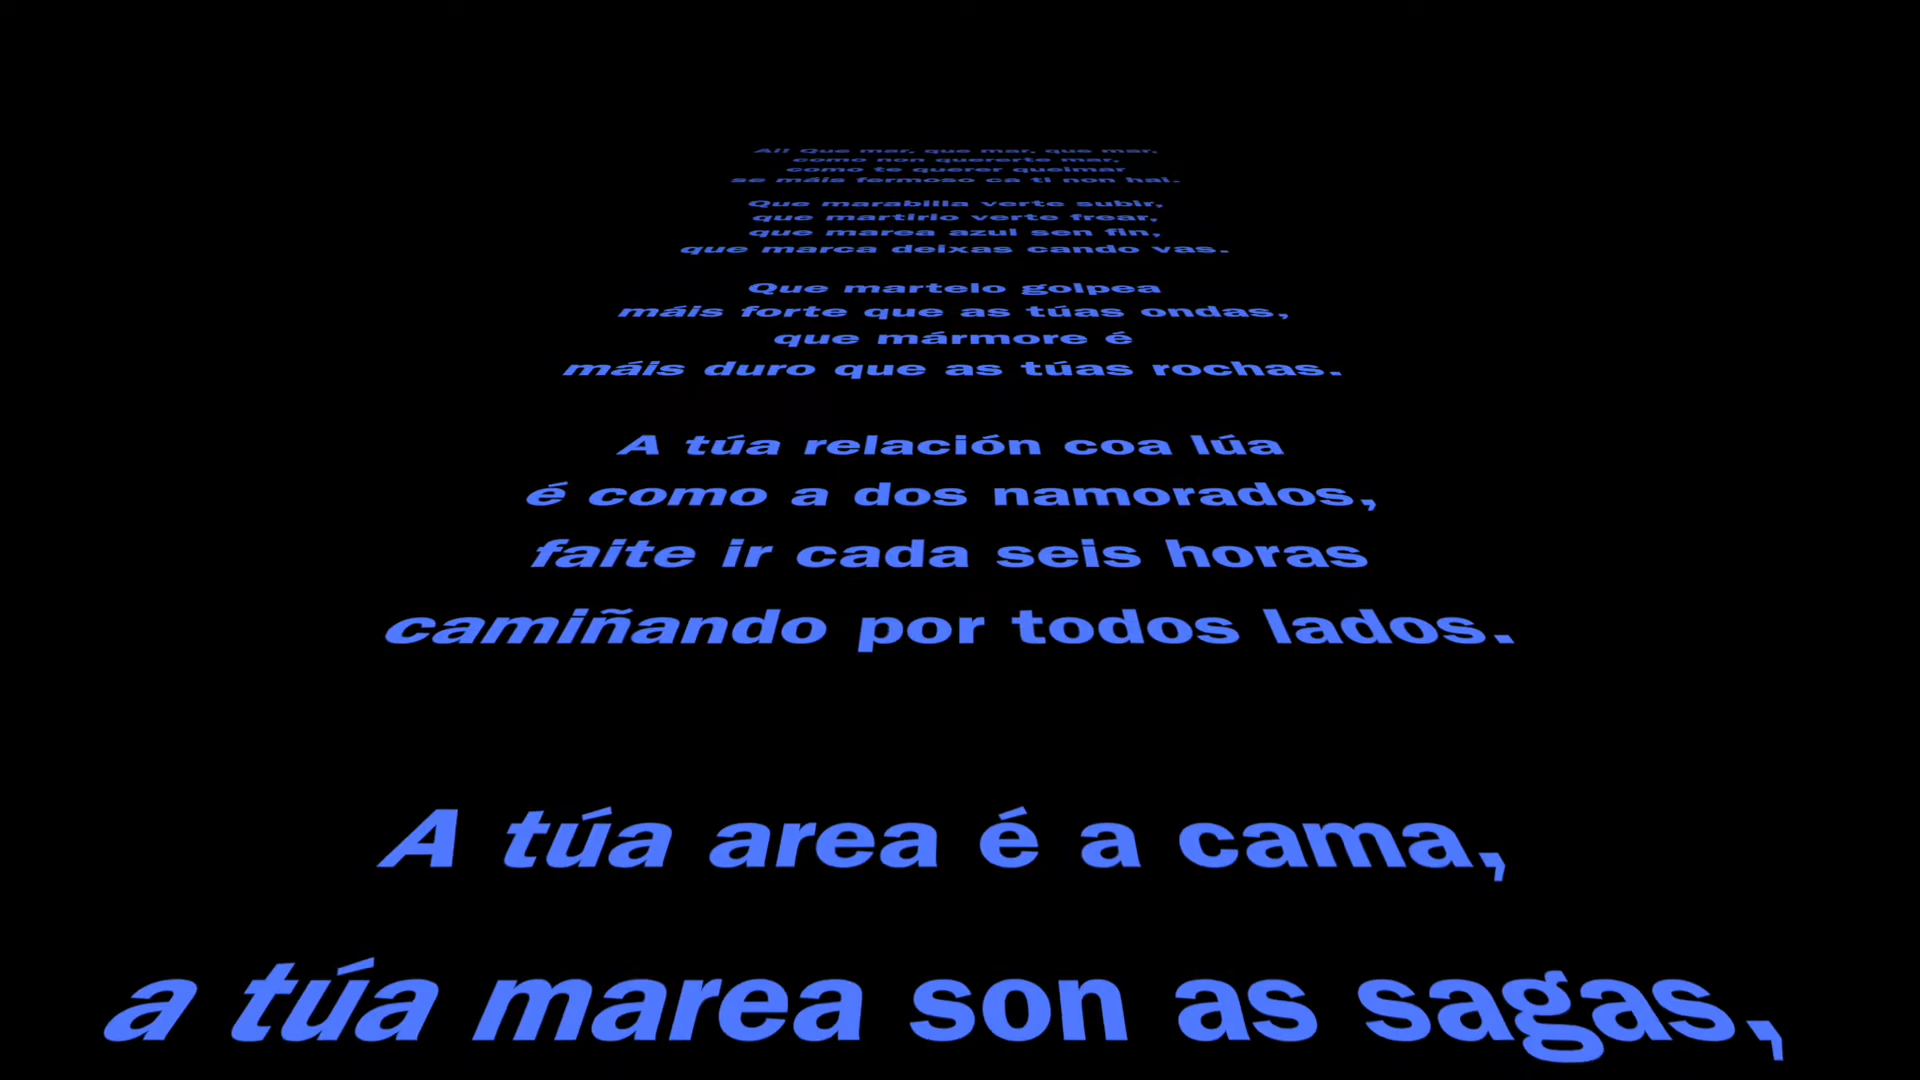 Ai! Que mar, que mar, que mar,
como non quererte mar,
como te querer queimar
se máis fermoso ca ti non hai.
Que marabilla verte subir,
que martirio verte frear,
que marea azul sen fin,
que marca deixas cando vas.
Que martelo golpea
máis forte que as túas ondas,
que mármore é
máis duro que as túas rochas.
A túa relación coa lúa
é como a dos namorados,
faite ir cada seis horas
camiñando por todos lados.
A túa area é a cama,
a túa marea son as sagas,